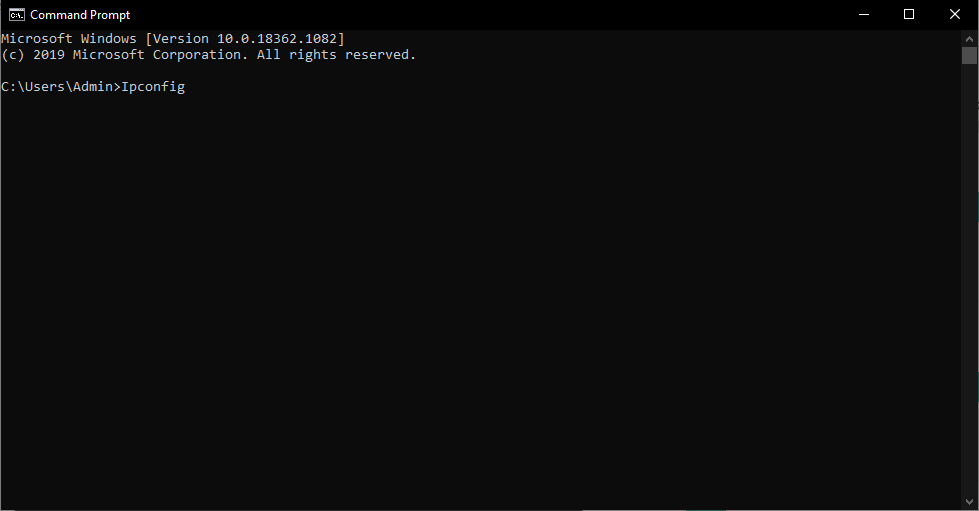 Command Prompt
Microsoft Windows [Version 10.0.18362.1082]
(c) 2019 Microsoft Corporation. All rights reserved.
C:\Users\Admin>Ipconfig